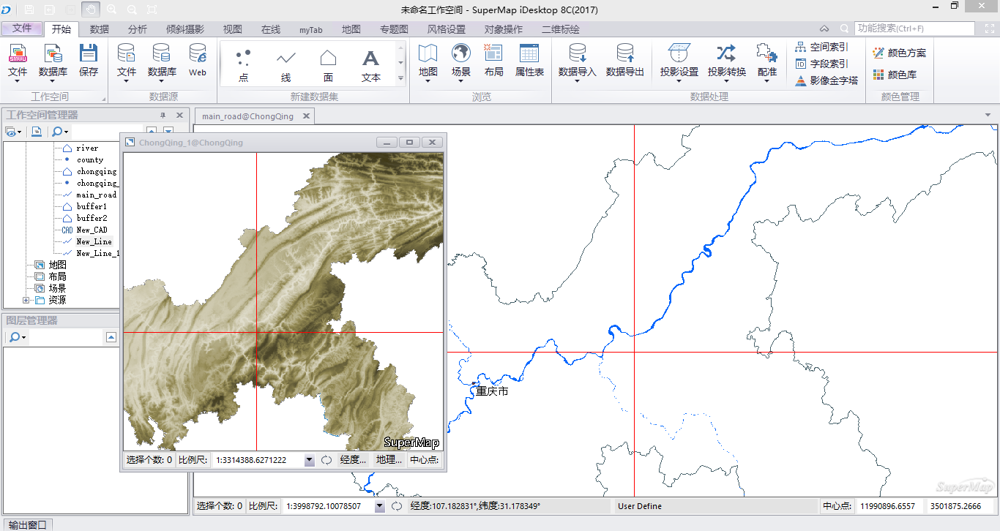 未命名工作空间 - SuperMap iDesktop 8C(2017)
文件 开始 数据 分析 倾斜摄影 视图 在线 myTab 地图 专题图 风格设置 对象操作 二维标绘 功能搜索(Ctrl+F)
SMWU
文件 数据库 保存 文件 数据库 Web 点 线 面 文本 地图 场景 布局 属性表 数据导入 数据导出 投影设置 投影转换 配准
空间索引
字段索引
影像金字塔
颜色方案
颜色库
工作空间 数据源 新建数据集 浏览 数据处理 颜色管理
工作空间管理器
main_road@ChongQing
river
county
chongqing
chongqing_
main_road
buffer1
buffer2
CAD New_CAD
New_Line
New_Line_1
地图
布局
场景
资源
图层管理器
ChongQing_1@ChongQing
SuperMap
选择个数: 0 比例尺: 1:3314388.6271222 经度... 地理... 中心点:
重庆市
SuperMap
选择个数: 0 比例尺: 1:3998792.10078507 经度:107.182831°,纬度:31.178349° User Define 中心点: 11990896.6557 3501875.2666
输出窗口